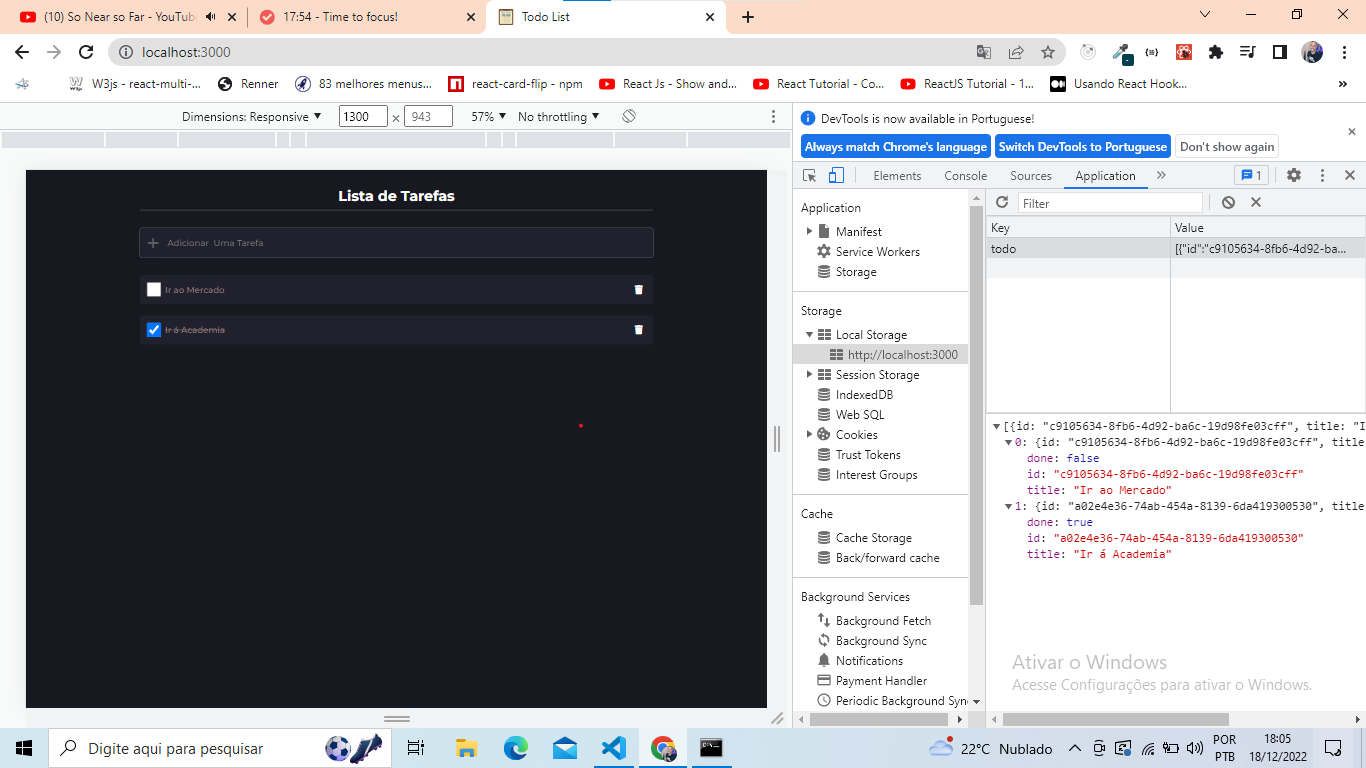 (10) So Near so Far - YouTub
17:54 - Time to focus!
Todo List
localhost:3000
W3js - react-multi-...
Renner
83 melhores menus...
react-card-flip - npm
React Js - Show and...
React Tutorial - Co...
ReactJS Tutorial - 1...
Usando React Hook...
»
Dimensions: Responsive
1300 × 943
57%
No throttling
DevTools is now available in Portuguese!
Always match Chrome's language
Switch DevTools to Portuguese
Don't show again
Elements
Console
Sources
Application
»
1
Lista de Tarefas
Adicionar Uma Tarefa
Ir ao Mercado
Ir á Academia
Application
Manifest
Service Workers
Storage
Storage
Local Storage
http://localhost:3000
Session Storage
IndexedDB
Web SQL
Cookies
Trust Tokens
Interest Groups
Cache
Cache Storage
Back/forward cache
Background Services
Background Fetch
Background Sync
Notifications
Payment Handler
Periodic Background Syn
Filter
Key
Value
todo
[{"id":"c9105634-8fb6-4d92-ba...
[{id: "c9105634-8fb6-4d92-ba6c-19d98fe03cff", title: "I
0: {id: "c9105634-8fb6-4d92-ba6c-19d98fe03cff", title
done: false
id: "c9105634-8fb6-4d92-ba6c-19d98fe03cff"
title: "Ir ao Mercado"
1: {id: "a02e4e36-74ab-454a-8139-6da419300530", title
done: true
id: "a02e4e36-74ab-454a-8139-6da419300530"
title: "Ir á Academia"
Ativar o Windows
Acesse Configurações para ativar o Windows.
Digite aqui para pesquisar
22°C Nublado
POR
PTB
18:05
18/12/2022